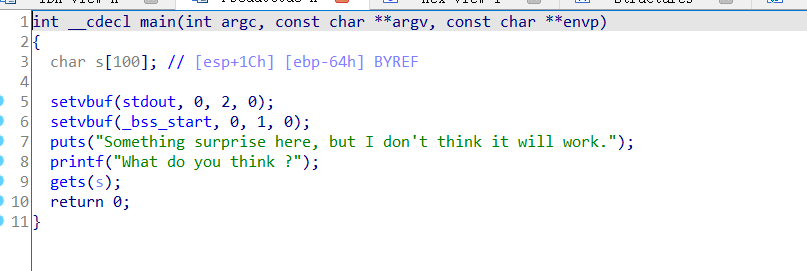 1 int __cdecl main(int argc, const char **argv, const char **envp)
2 {
3 char s[100]; // [esp+1Ch] [ebp-64h] BYREF
4
5 setvbuf(stdout, 0, 2, 0);
6 setvbuf(_bss_start, 0, 1, 0);
7 puts("Something surprise here, but I don't think it will work.");
8 printf("What do you think ?");
9 gets(s);
10 return 0;
11 }